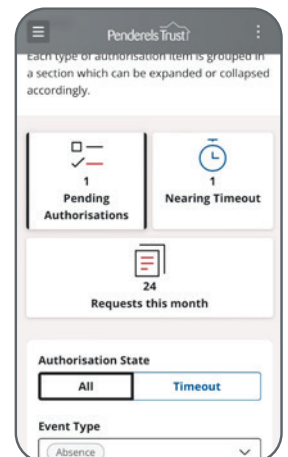 Penderels Trust
Each type of authorisation item is grouped in
a section which can be expanded or collapsed
accordingly.
1
Pending
Authorisations
1
Nearing Timeout
24
Requests this month
Authorisation State
All
Timeout
Event Type
Absence